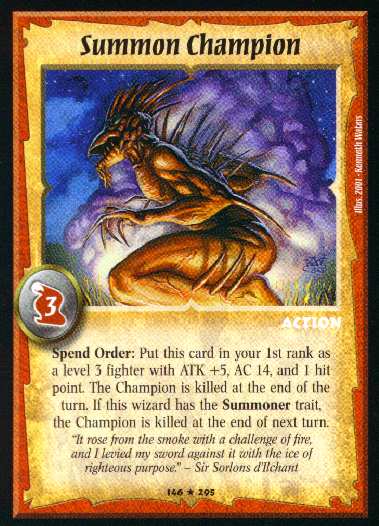 Summon Champion
illus. 2001 · Kenneth Waters
3
ACTION
Spend Order: Put this card in your 1st rank as
a level 3 fighter with ATK +5, AC 14, and 1 hit
point. The Champion is killed at the end of the
turn. If this wizard has the Summoner trait,
the Champion is killed at the end of next turn.
"It rose from the smoke with a challenge of fire,
and I levied my sword against it with the ice of
righteous purpose." – Sir Sorlons d'Ilchant
146 ★ 295